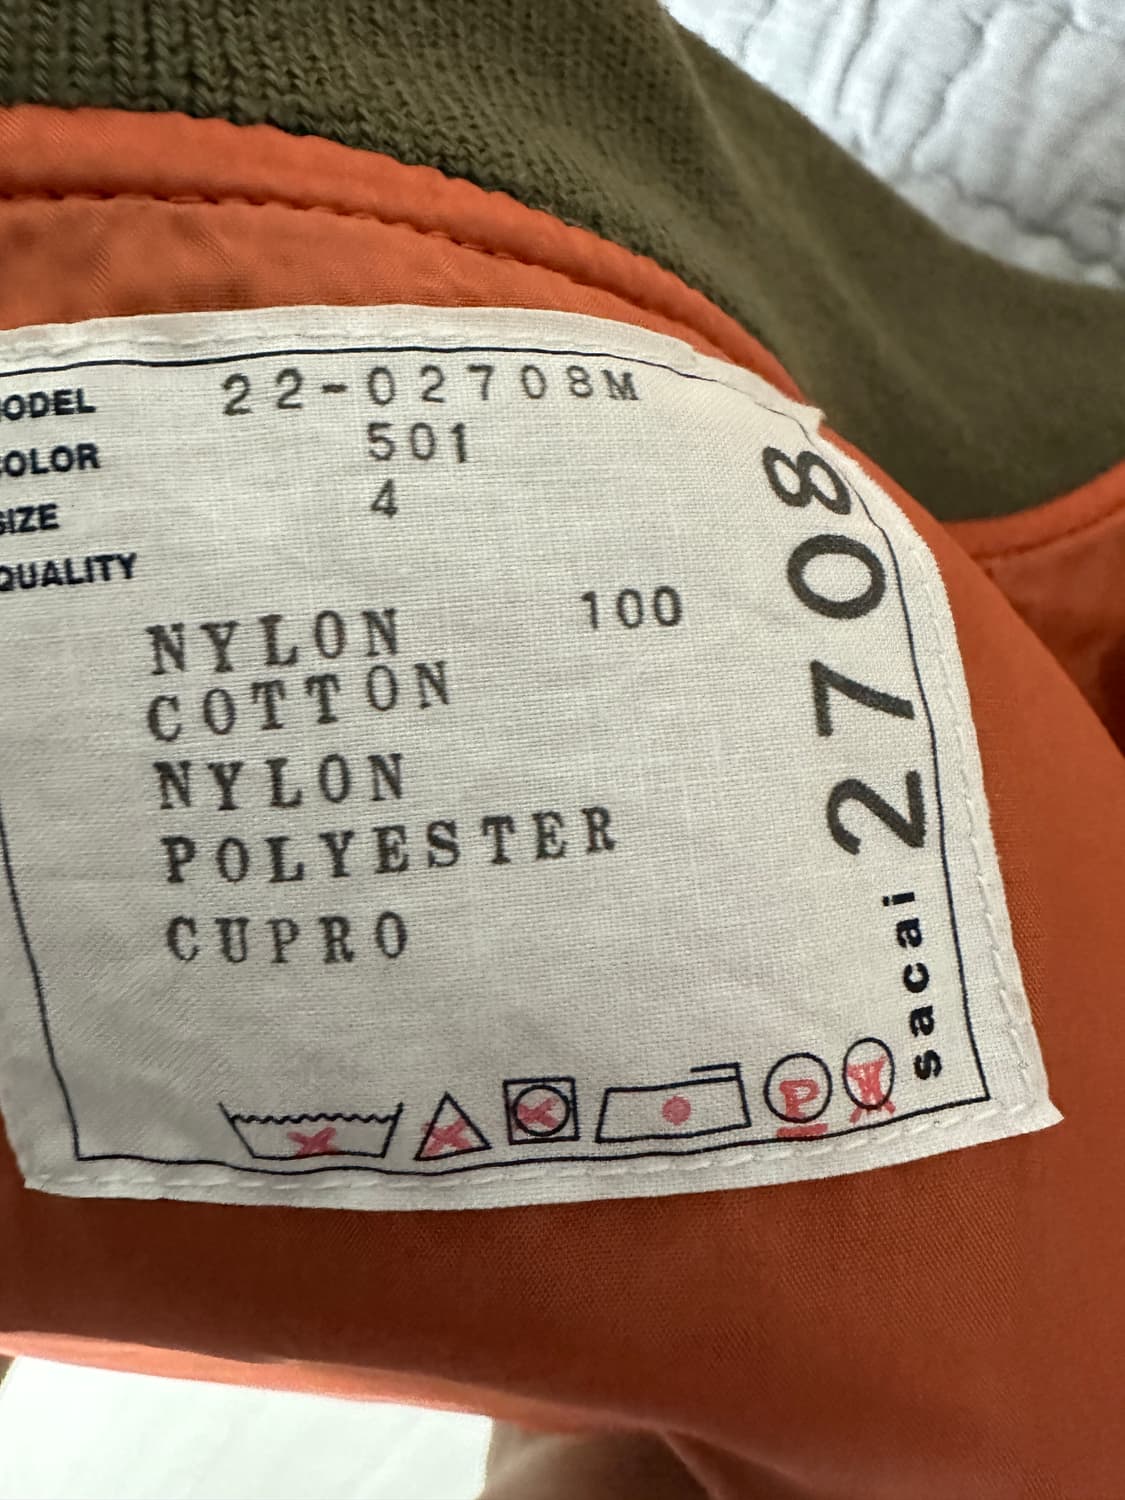 ODEL 22-02708M
OLOR 501
SIZE 4
QUALITY
NYLON 100
COTTON
NYLON
POLYESTER
CUPRO
P
W
sacai 2708